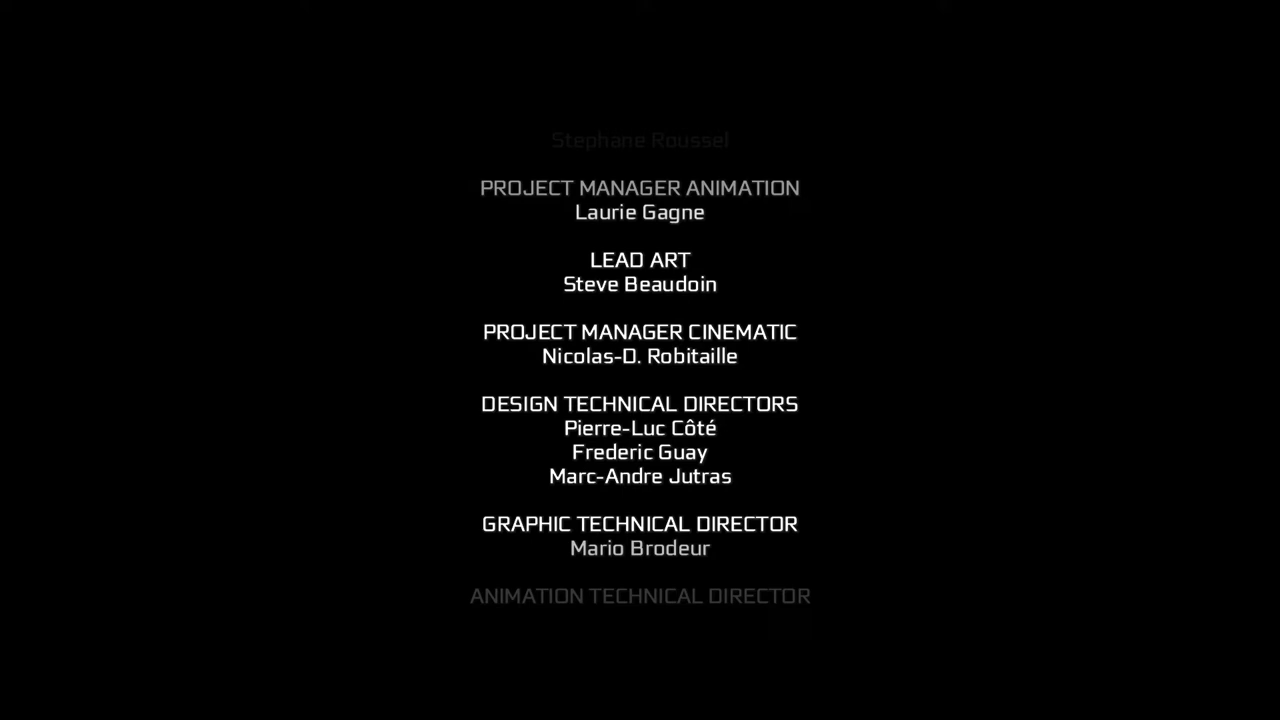 Stephane Roussel
PROJECT MANAGER ANIMATION
Laurie Gagne
LEAD ART
Steve Beaudoin
PROJECT MANAGER CINEMATIC
Nicolas-D. Robitaille
DESIGN TECHNICAL DIRECTORS
Pierre-Luc Côté
Frederic Guay
Marc-Andre Jutras
GRAPHIC TECHNICAL DIRECTOR
Mario Brodeur
ANIMATION TECHNICAL DIRECTOR